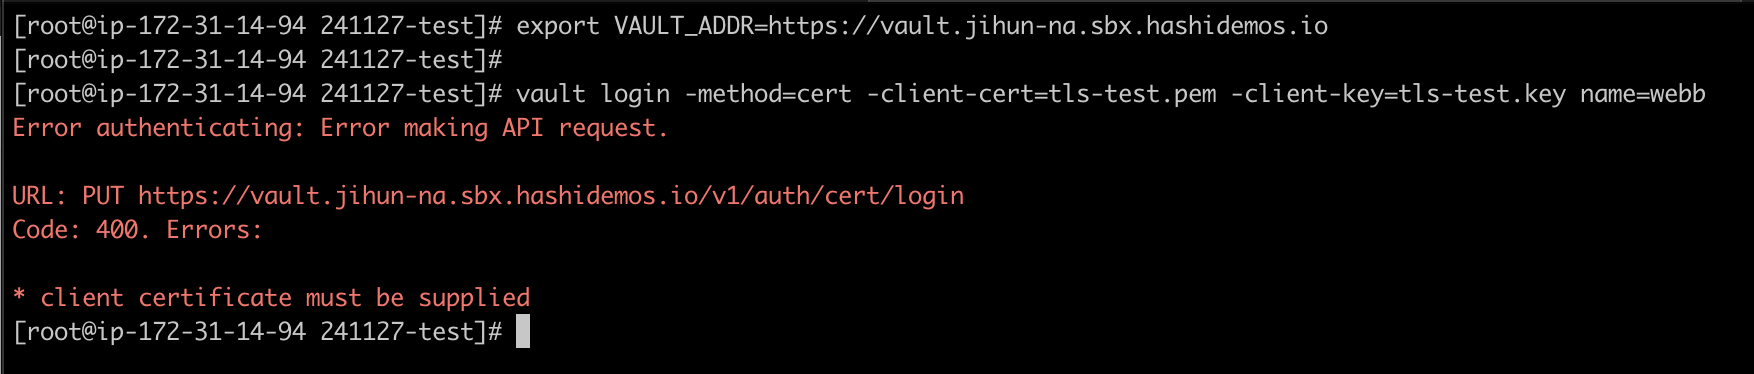 [root@ip-172-31-14-94 241127-test]# export VAULT_ADDR=https://vault.jihun-na.sbx.hashidemos.io
[root@ip-172-31-14-94 241127-test]#
[root@ip-172-31-14-94 241127-test]# vault login -method=cert -client-cert=tls-test.pem -client-key=tls-test.key name=webb
Error authenticating: Error making API request.
URL: PUT https://vault.jihun-na.sbx.hashidemos.io/v1/auth/cert/login
Code: 400. Errors:
* client certificate must be supplied
[root@ip-172-31-14-94 241127-test]#